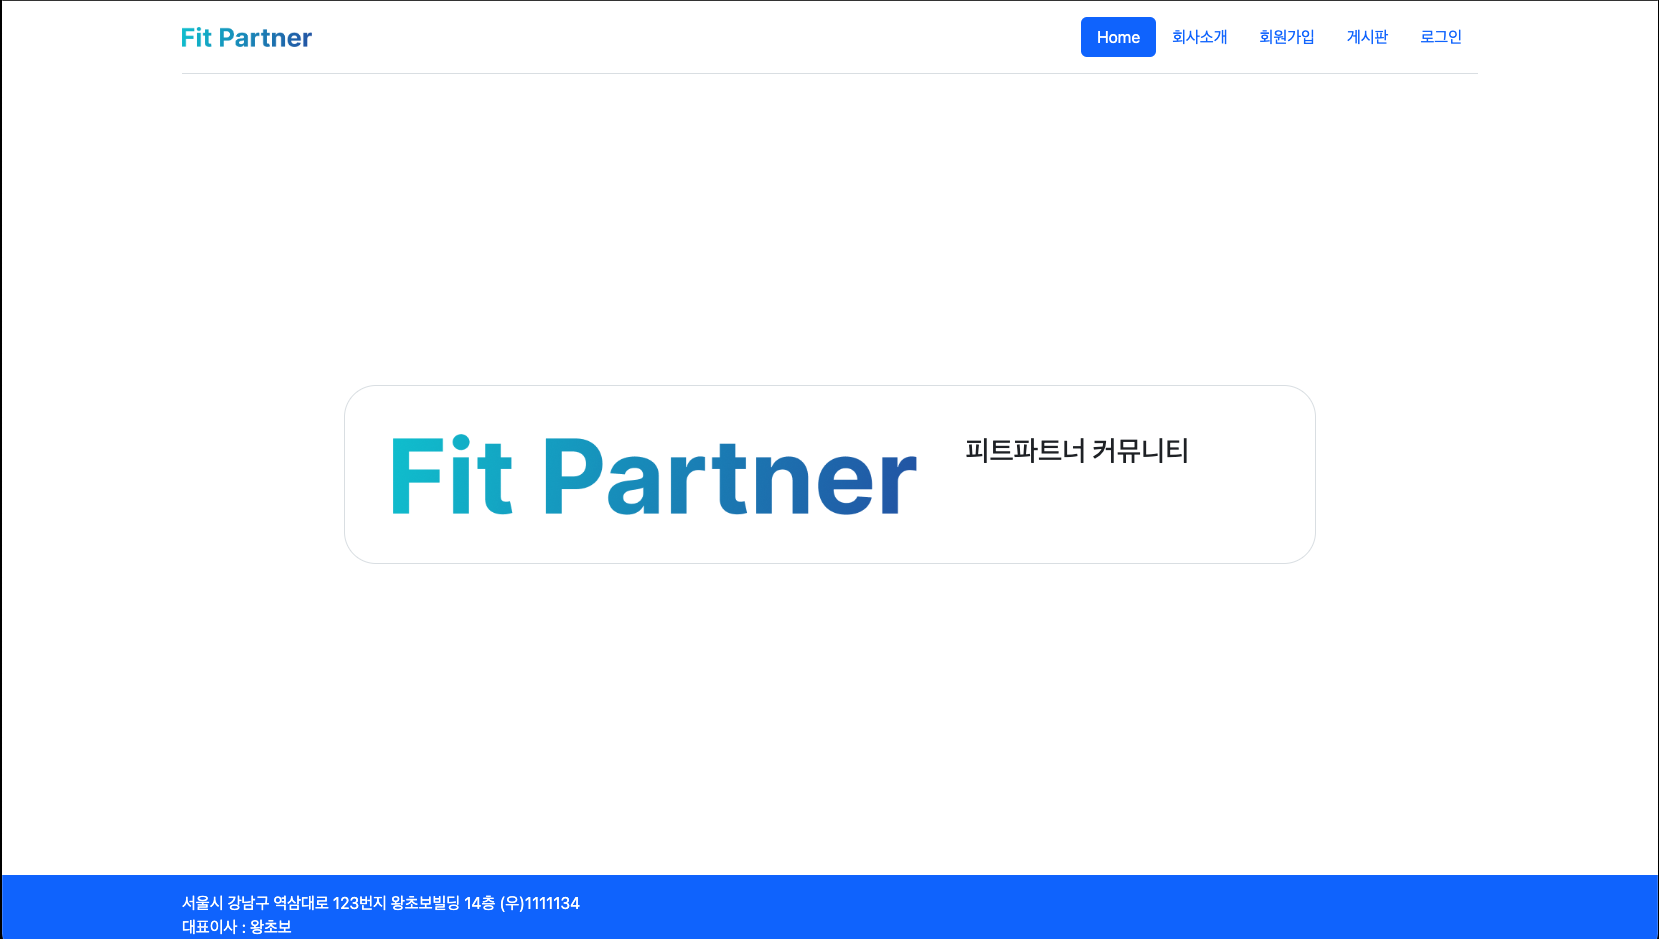 Fit Partner
Home 회사소개 회원가입 게시판 로그인
Fit Partner
피트파트너 커뮤니티
서울시 강남구 역삼대로 123번지 왕초보빌딩 14층 (우)1111134
대표이사 : 왕초보